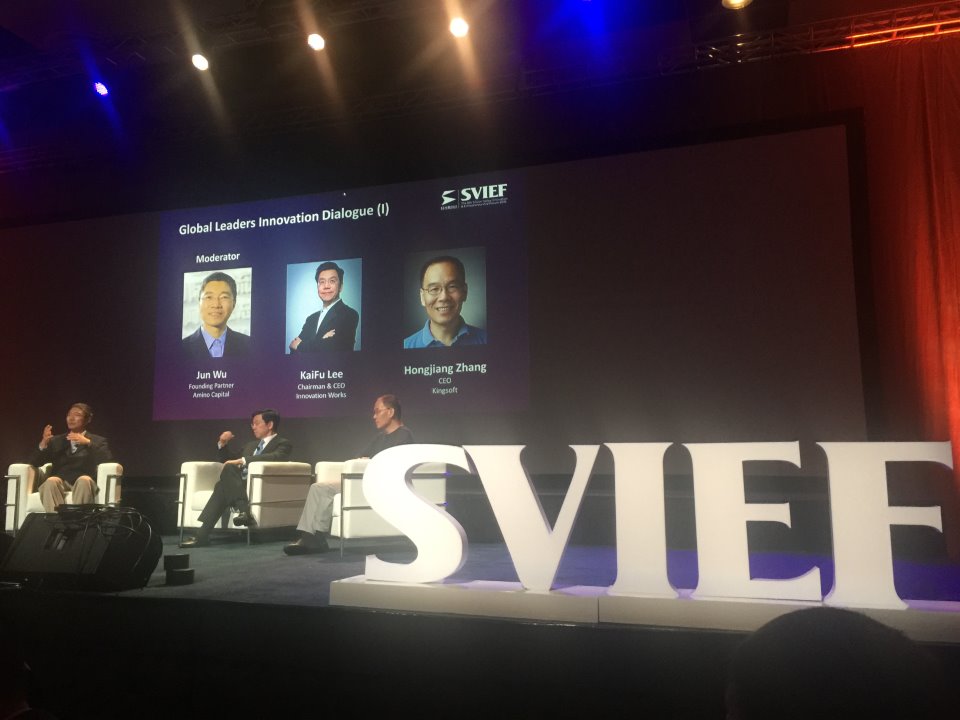 SVIEF
Global Leaders Innovation Dialogue (I)
Moderator
Jun Wu
Founding Partner
Amino Capital
KaiFu Lee
Chairman & CEO
Innovation Works
Hongjiang Zhang
CEO
Kingsoft
SVIEF